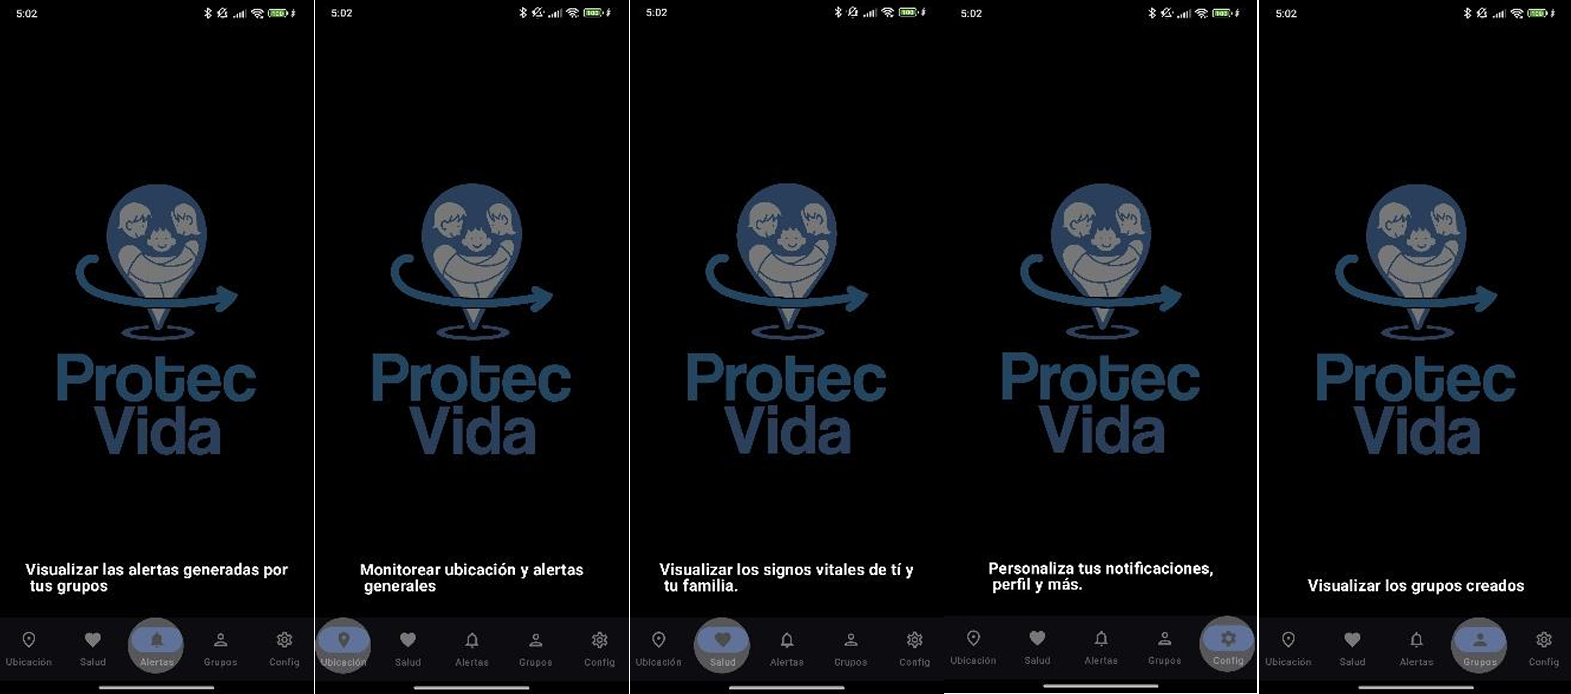 5:02
Protec
Vida
Visualizar las alertas generadas por
tus grupos
Ubicación Salud Alertas Grupos Config
5:02
Protec
Vida
Monitorear ubicación y alertas
generales
Ubicación Salud Alertas Grupos Config
5:02
Protec
Vida
Visualizar los signos vitales de tí y
tu familia.
Ubicación Salud Alertas Grupos Config
5:02
Protec
Vida
Personaliza tus notificaciones,
perfil y más.
Ubicación Salud Alertas Grupos Config
5:02
Protec
Vida
Visualizar los grupos creados
Ubicación Salud Alertas Grupos Config